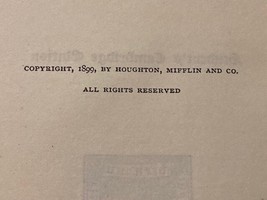 COPYRIGHT, 1899, BY HOUGHTON, MIFFLIN AND CO.
ALL RIGHTS RESERVED